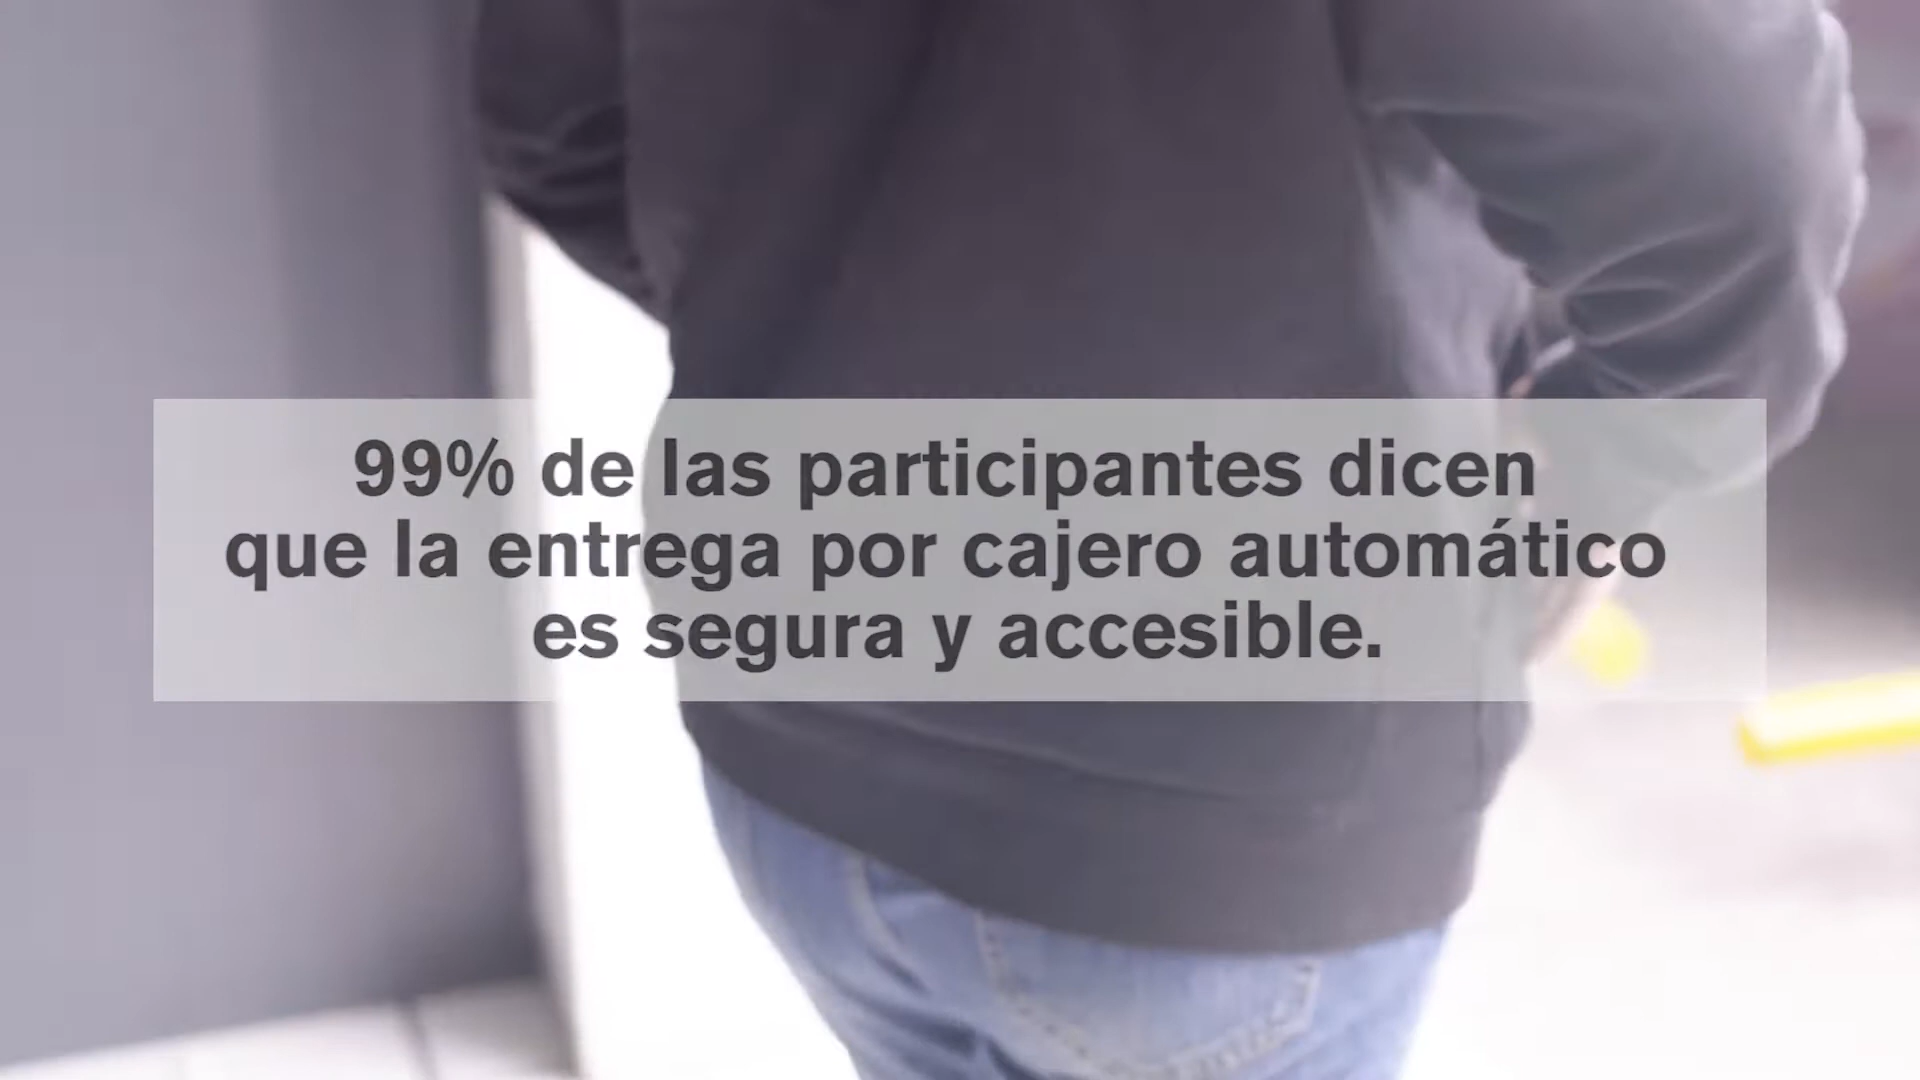 99% de las participantes dicen
que la entrega por cajero automático
es segura y accesible.